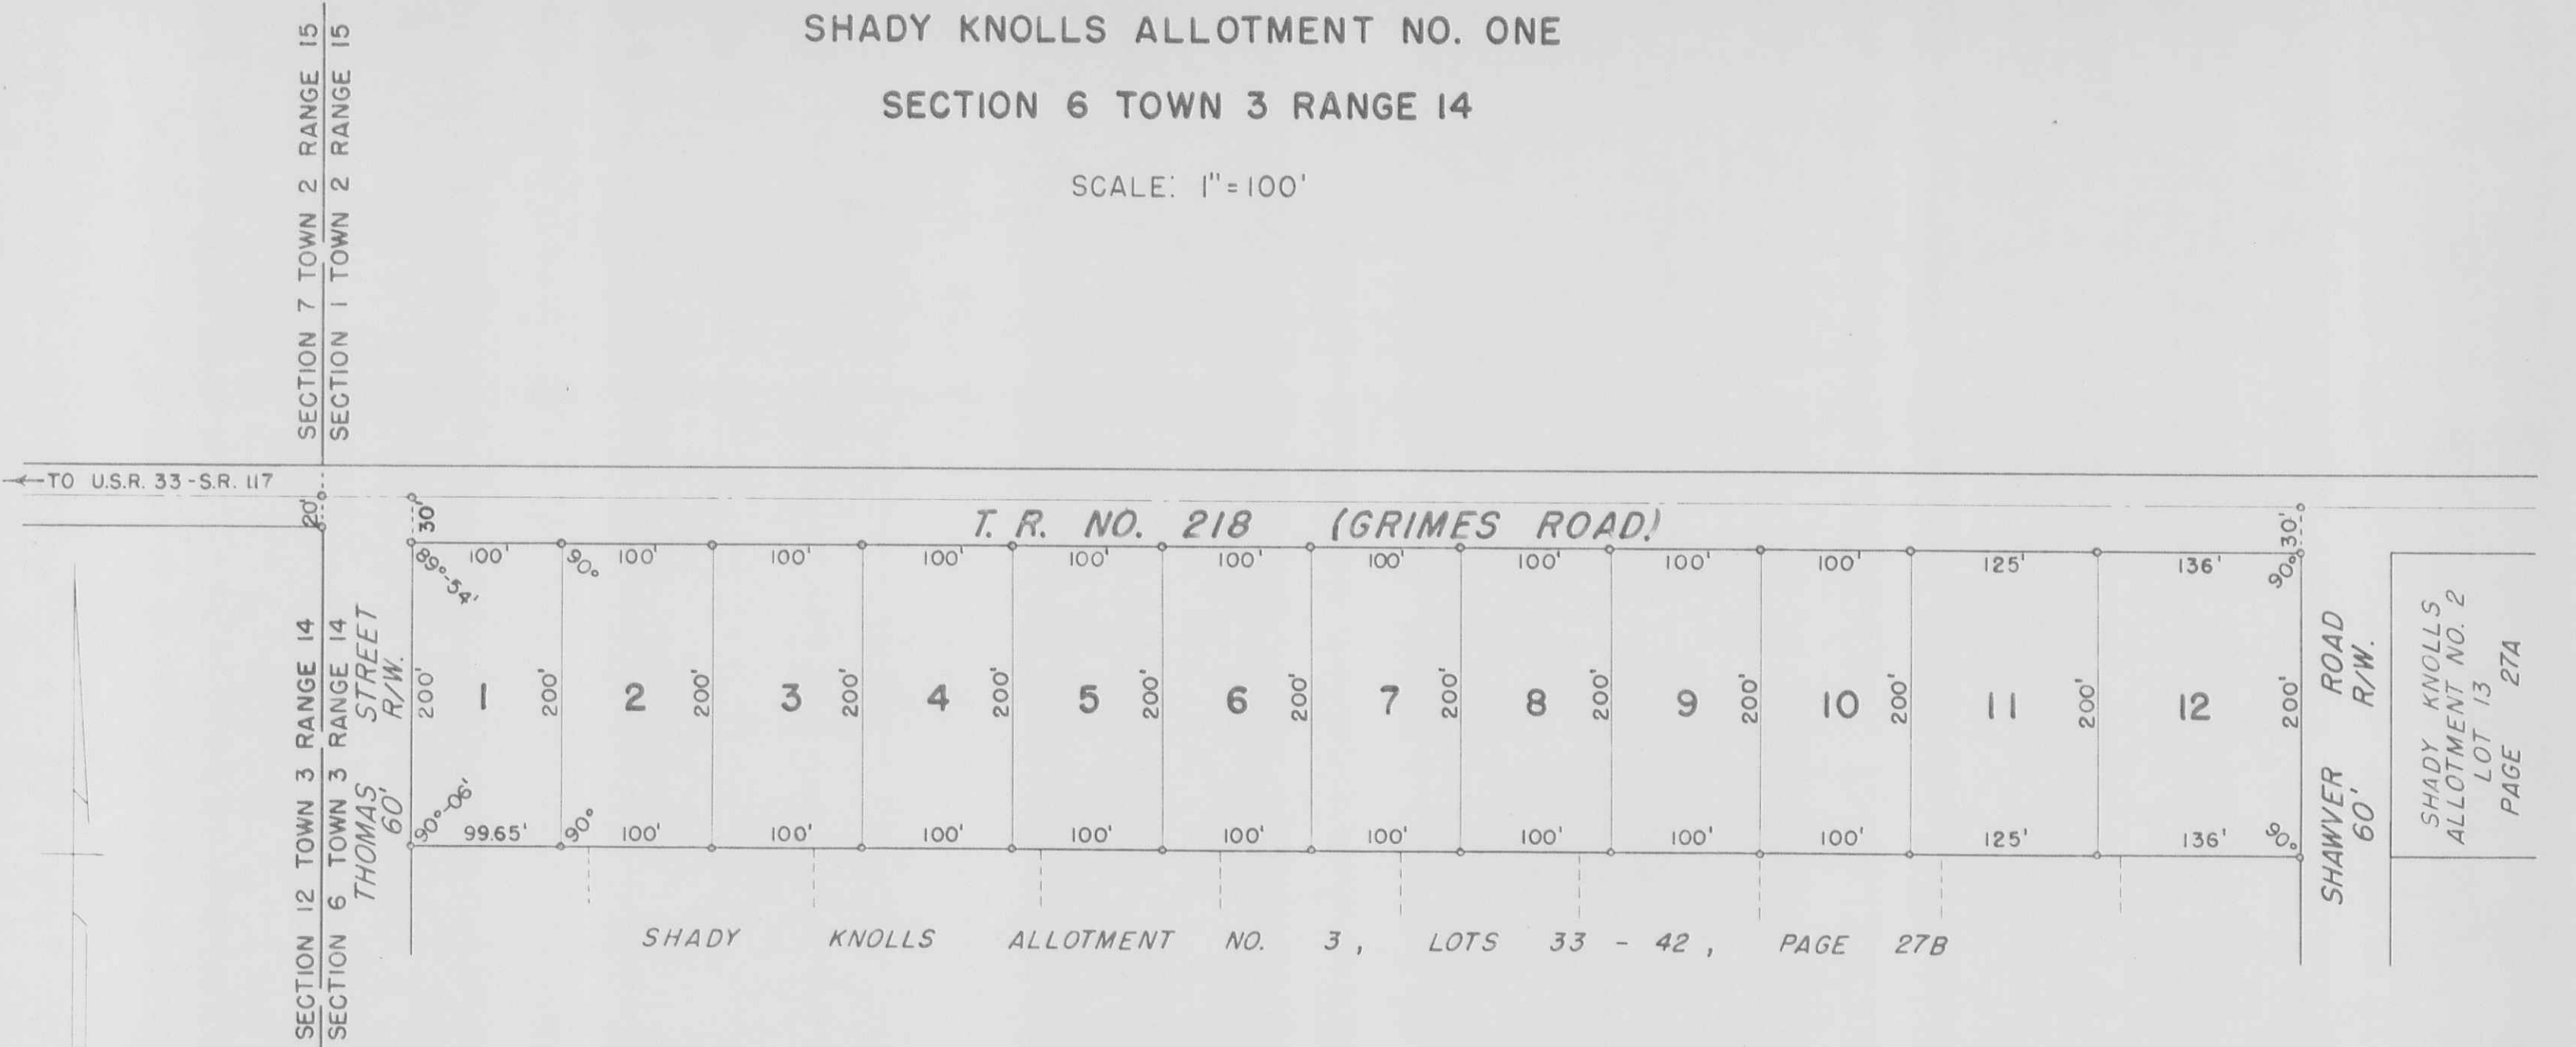 SHADY KNOLLS ALLOTMENT NO. ONE
SECTION 6 TOWN 3 RANGE 14
SCALE: 1"=100'
SECTION 7 TOWN 2 RANGE 15
SECTION 1 TOWN 2 RANGE 15
TO U.S.R. 33 - S.R. 117
20'
30'
T. R. NO. 218 (GRIMES ROAD)
30'
89°-54' 100' 90° 100' 100' 100' 100' 100' 100' 100' 100' 100' 125' 136' 90°
SECTION 12 TOWN 3 RANGE 14
SECTION 6 TOWN 3 RANGE 14
THOMAS STREET
60' R/W.
200' 1 200' 2 200' 3 200' 4 200' 5 200' 6 200' 7 200' 8 200' 9 200' 10 200' 11 200' 12 200'
90°-06' 99.65' 90° 100' 100' 100' 100' 100' 100' 100' 100' 100' 125' 136' 90°
SHAWVER ROAD
60' R/W.
SHADY KNOLLS
ALLOTMENT NO. 2
LOT 13
PAGE 27A
SHADY KNOLLS ALLOTMENT NO. 3, LOTS 33 - 42, PAGE 27B